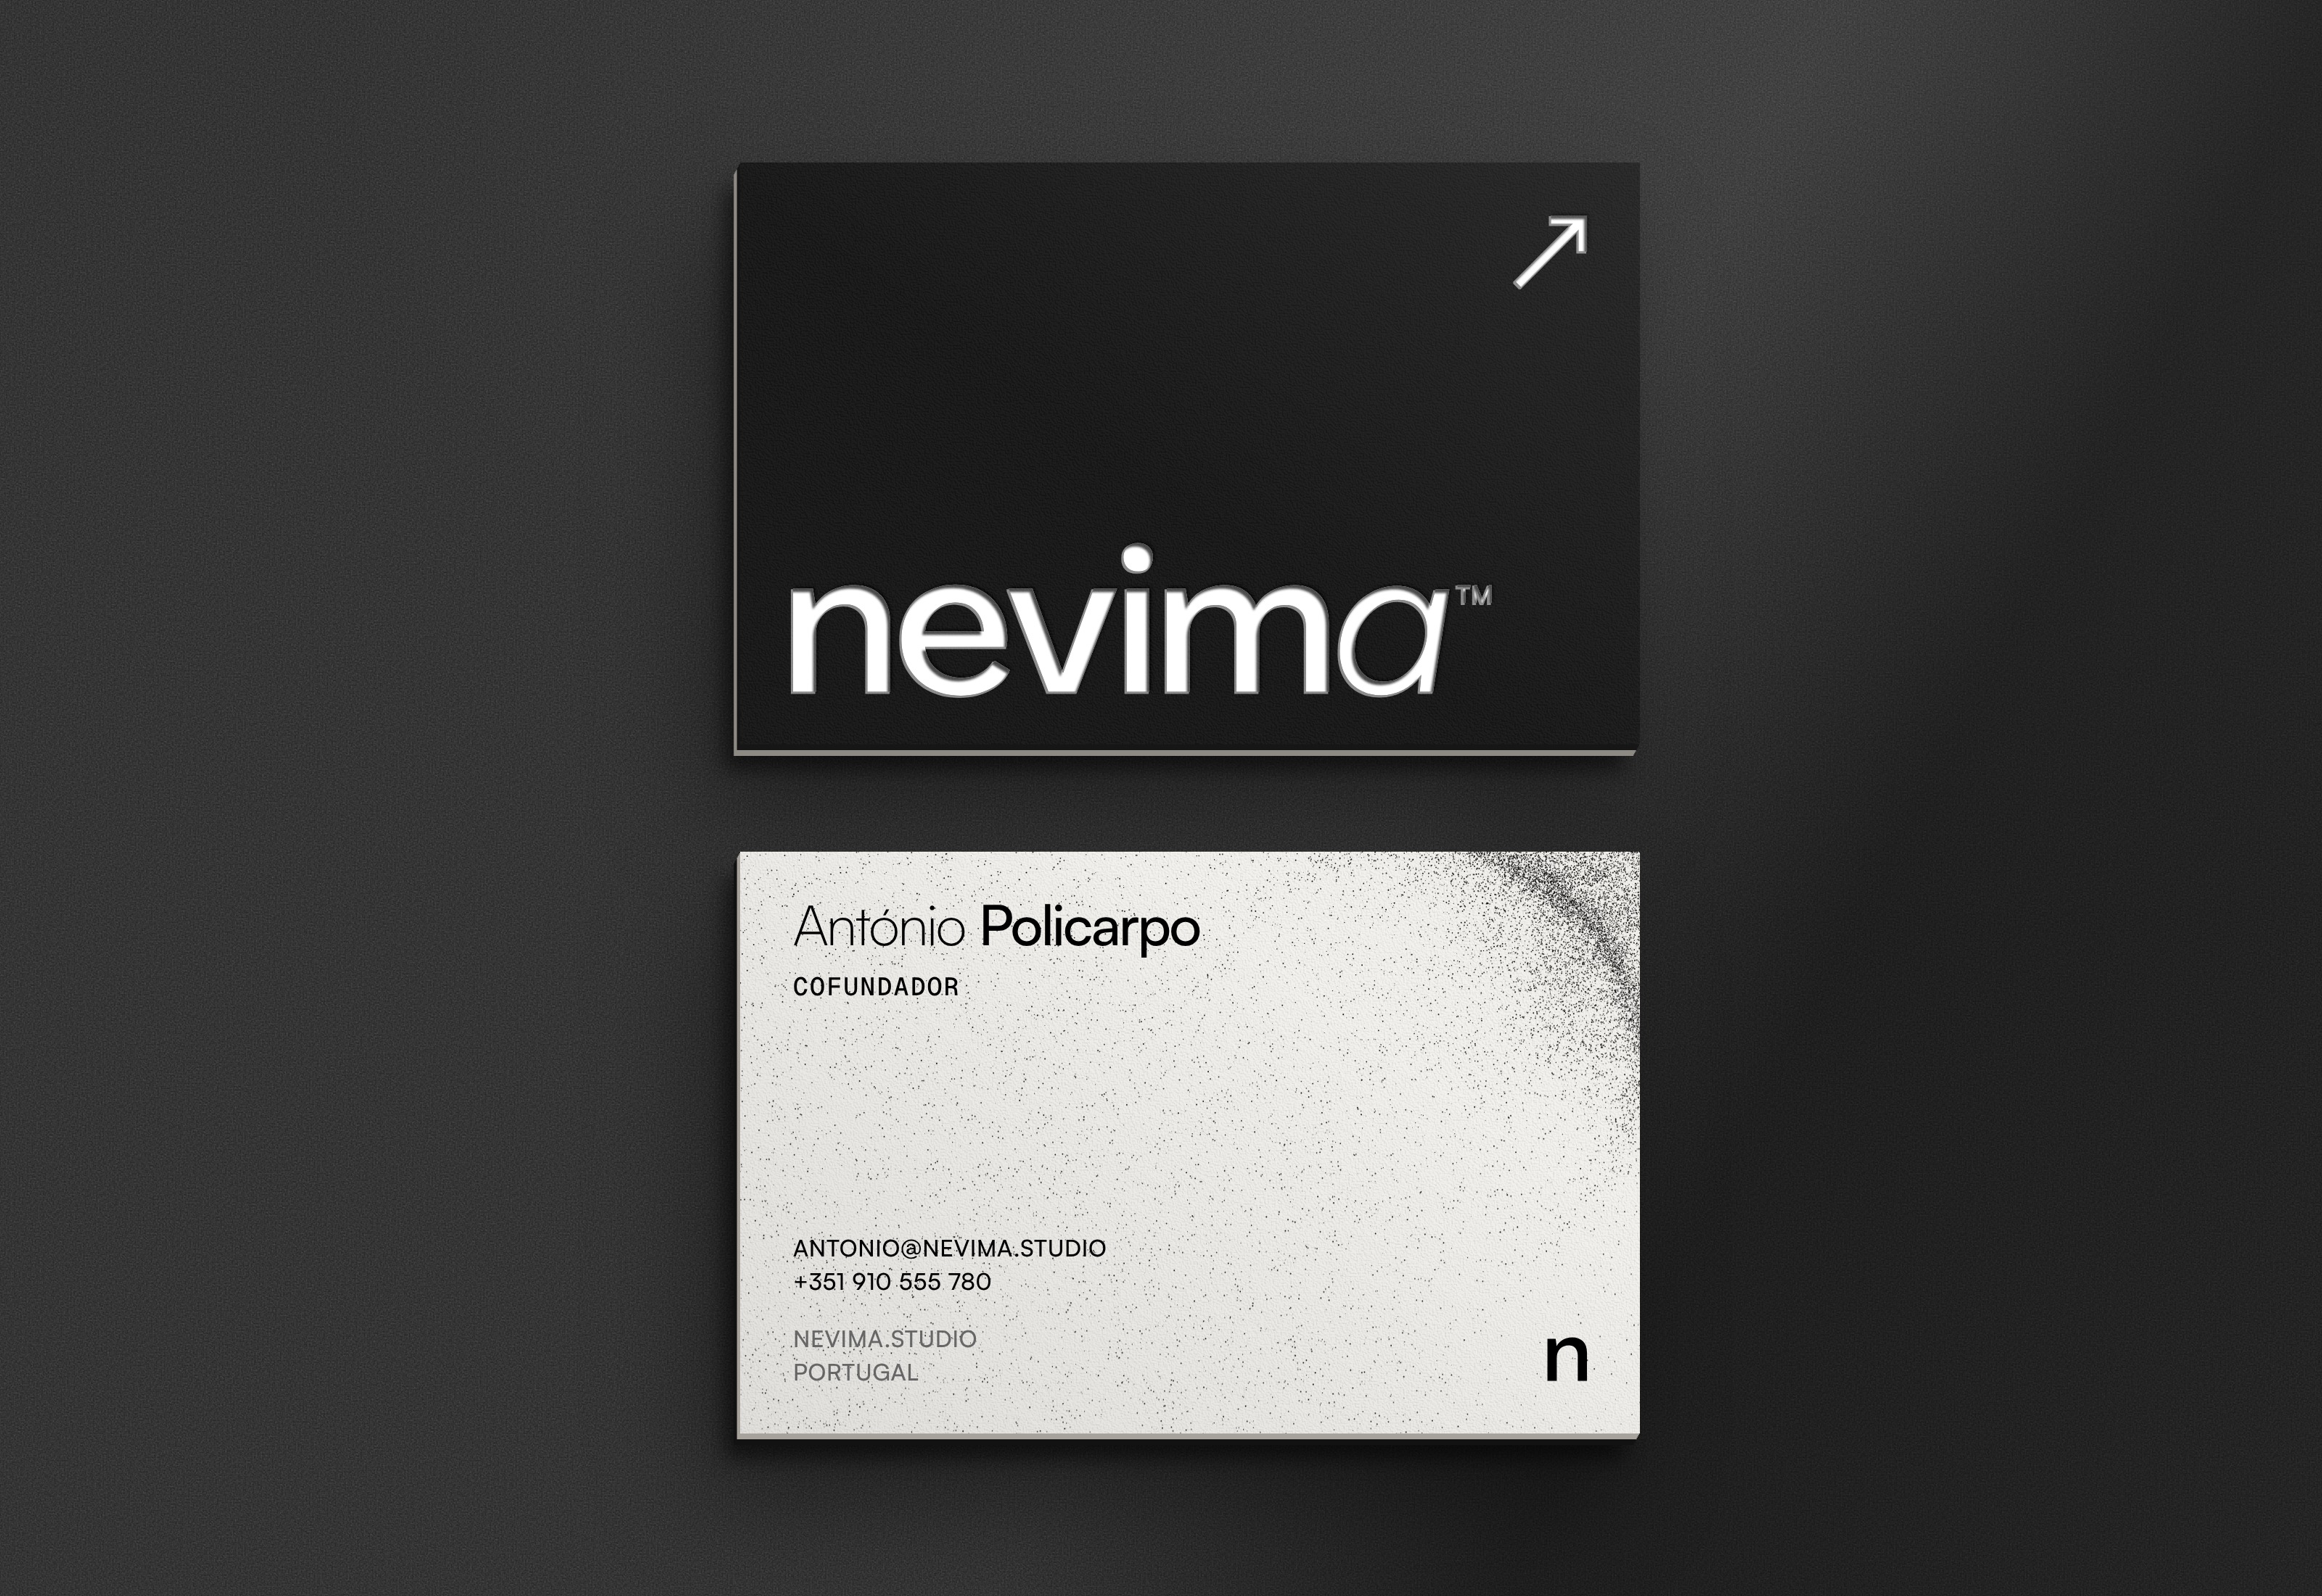 nevima™
António Policarpo
COFUNDADOR
ANTONIO@NEVIMA.STUDIO
+351 910 555 780
NEVIMA.STUDIO
PORTUGAL
n